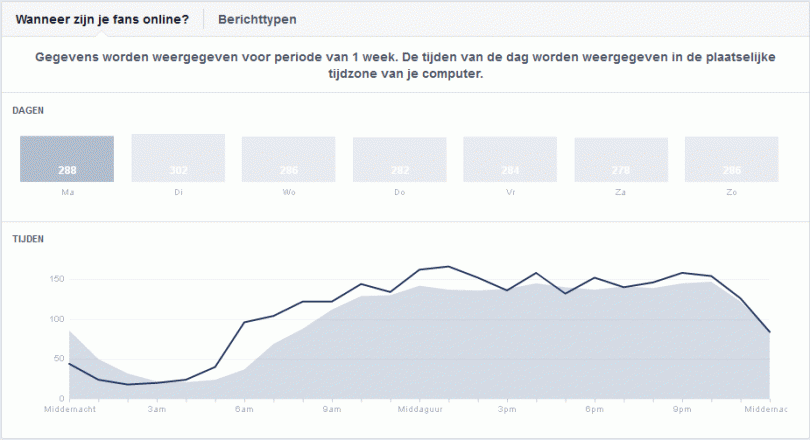 Wanneer zijn je fans online? Berichttypen
Gegevens worden weergegeven voor periode van 1 week. De tijden van de dag worden weergegeven in de plaatselijke
tijdzone van je computer.
DAGEN
288 302 286 282 284 278 286
Ma Di Wo Do Vr Za Zo
TIJDEN
150
100
50
0
Middernacht 3am 6am 9am Middaguur 3pm 6pm 9pm Middernac